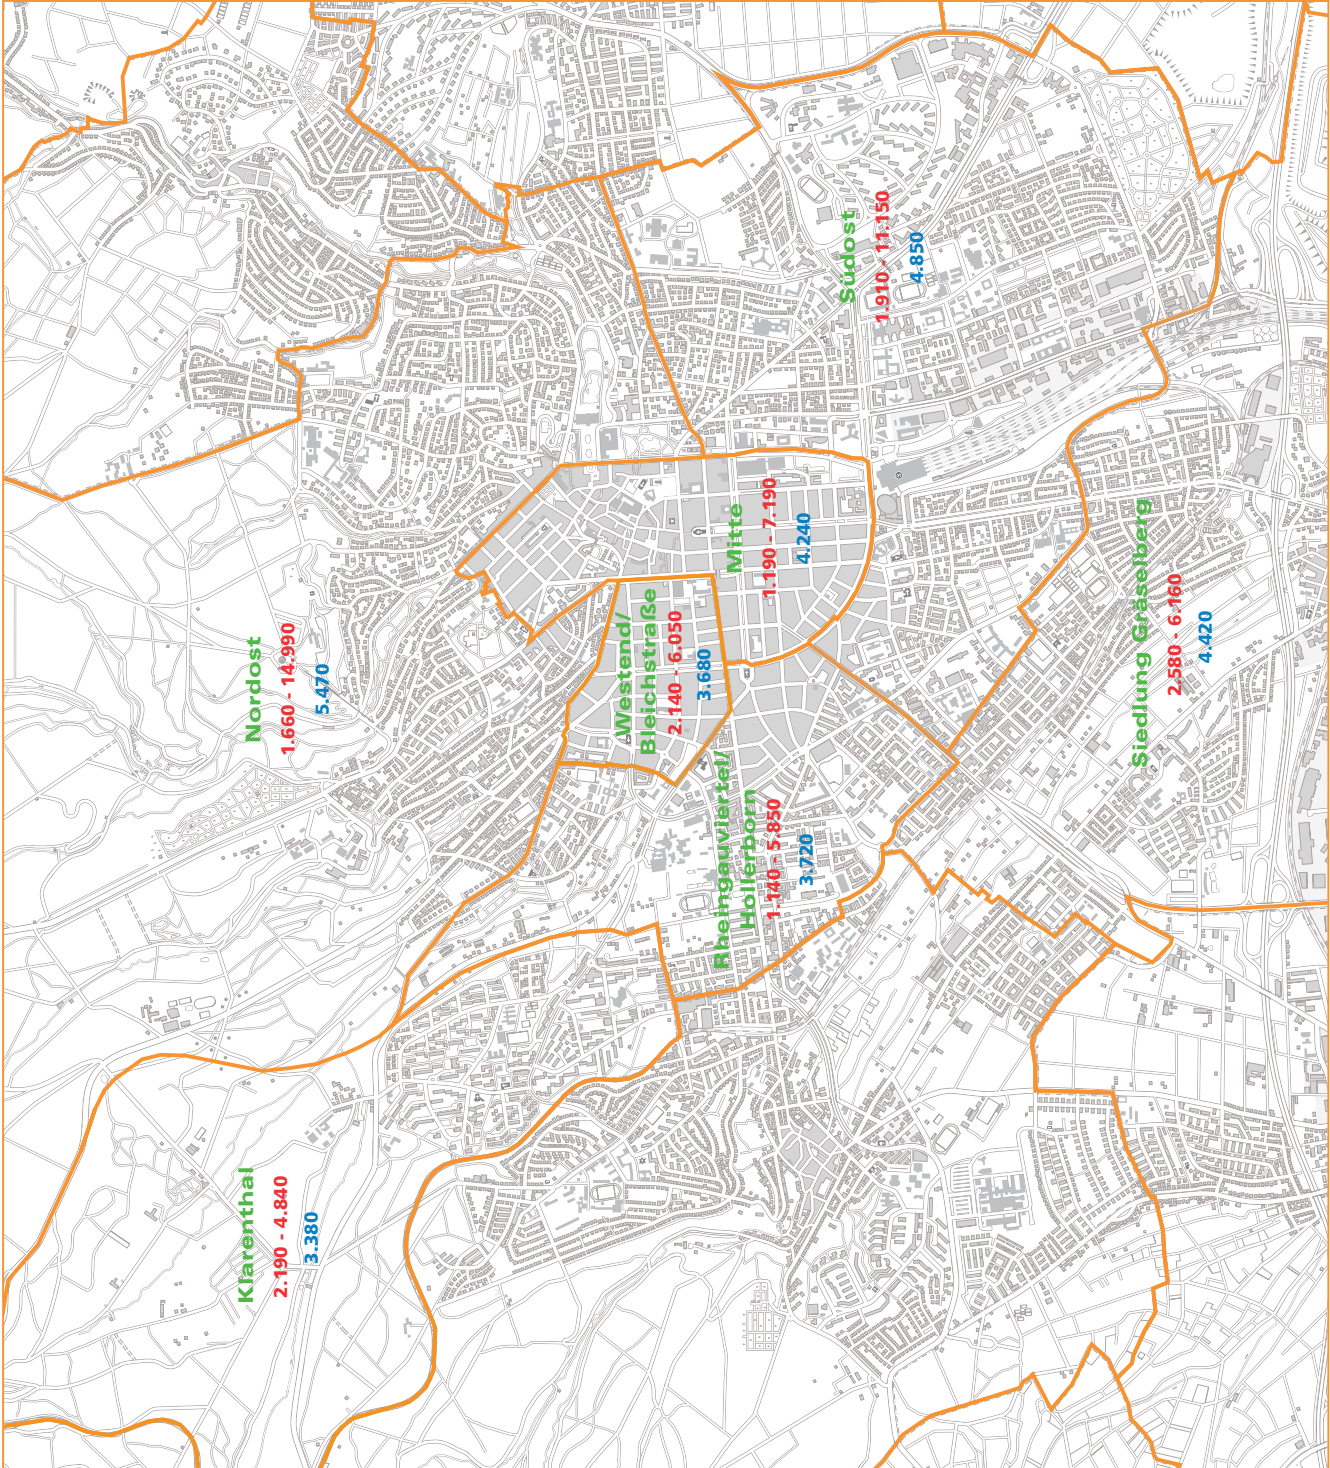 Nordost
1.660 - 14.990
5.470
Klarenthal
2.190 - 4.840
3.380
Westend/
Bleichstraße
2.140 - 6.050
3.680
Mitte
1.190 - 7.190
4.240
Rheingauviertel/
Hollerborn
1.140 - 5.850
3.720
Südost
1.910 - 11.150
4.850
Siedlung Gräselberg
2.580 - 6.160
4.420